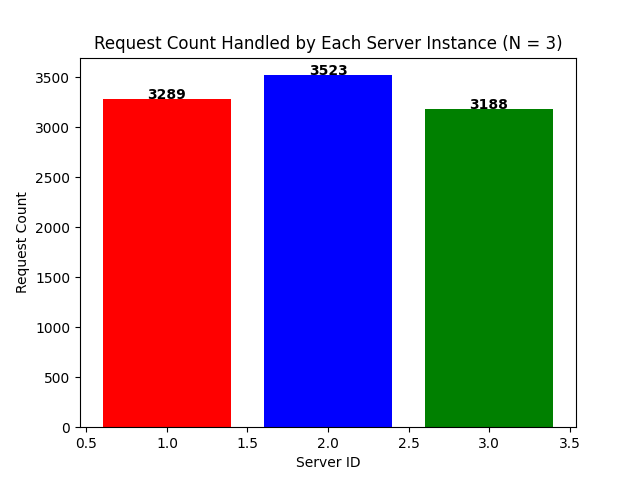 Request Count Handled by Each Server Instance (N = 3)
3500
3000
2500
2000
1500
1000
500
0
Request Count
3289
3523
3188
0.5 1.0 1.5 2.0 2.5 3.0 3.5
Server ID